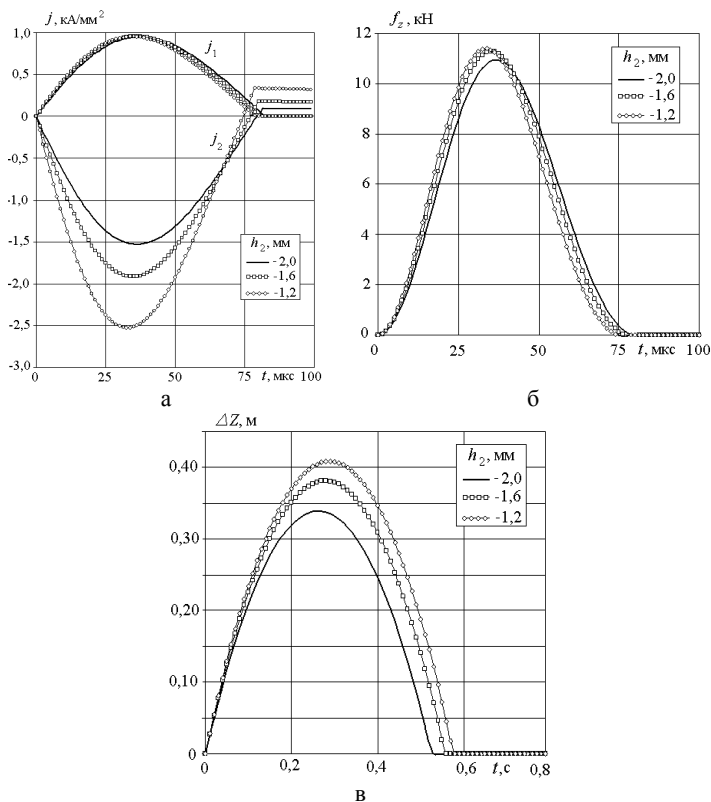 j, кА/мм²
1,0
0,5
0
-0,5
-1,0
-1,5
-2,0
-2,5
-3,0
j₁
j₂
h₂, мм
-2,0
-1,6
-1,2
0 25 50 75 t, мкс 100
а
f_z, кН
12
10
8
6
4
2
0
h₂, мм
-2,0
-1,6
-1,2
0 25 50 75 t, мкс 100
б
ΔZ, м
0,40
0,30
0,20
0,10
0
h₂, мм
-2,0
-1,6
-1,2
0 0,2 0,4 0,6 t, с 0,8
в